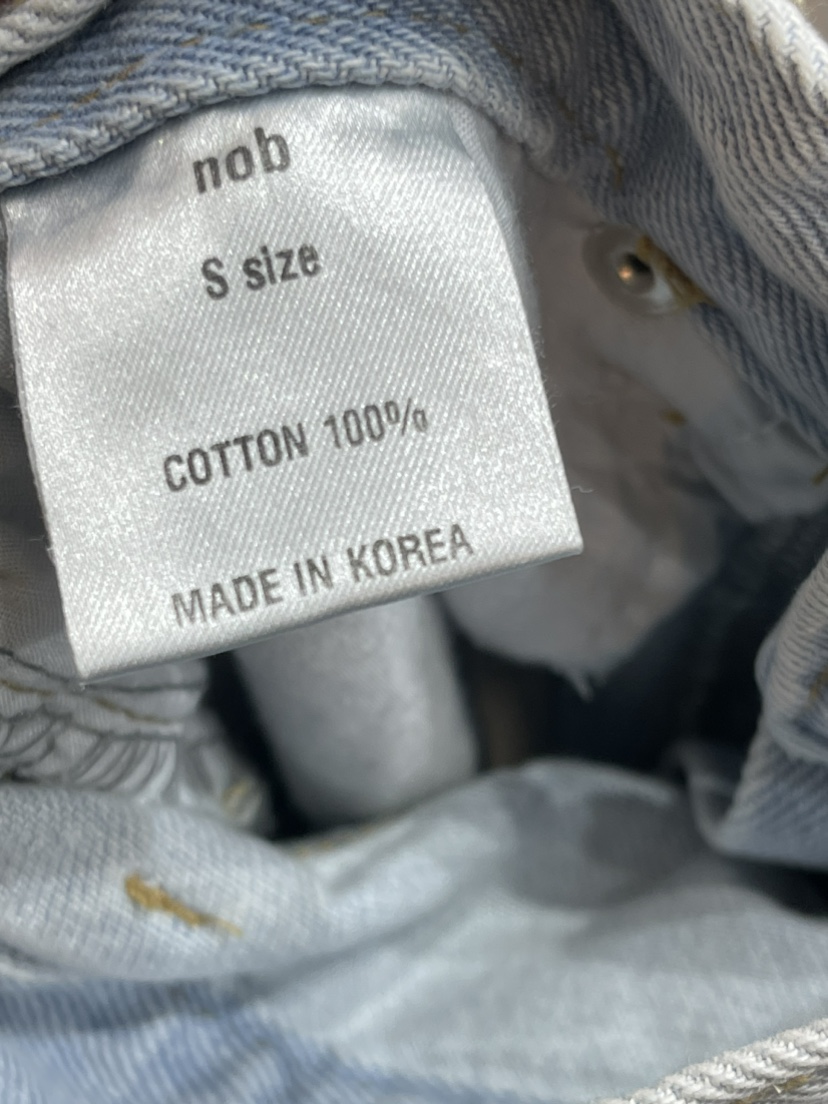 nob
S size
COTTON 100%
MADE IN KOREA